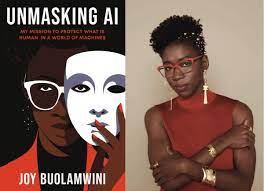 UNMASKING AI
MY MISSION TO PROTECT WHAT IS
HUMAN IN A WORLD OF MACHINES
JOY BUOLAMWINI